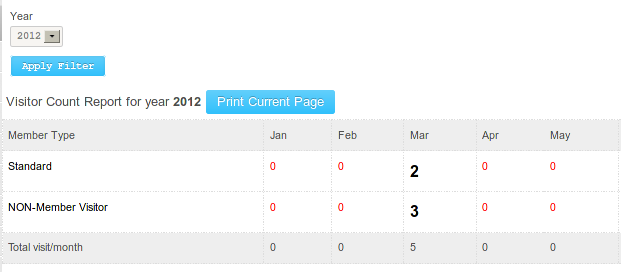 Year
2012
Apply Filter
Visitor Count Report for year 2012 Print Current Page
Member Type Jan Feb Mar Apr May
Standard 0 0 2 0 0
NON-Member Visitor 0 0 3 0 0
Total visit/month 0 0 5 0 0